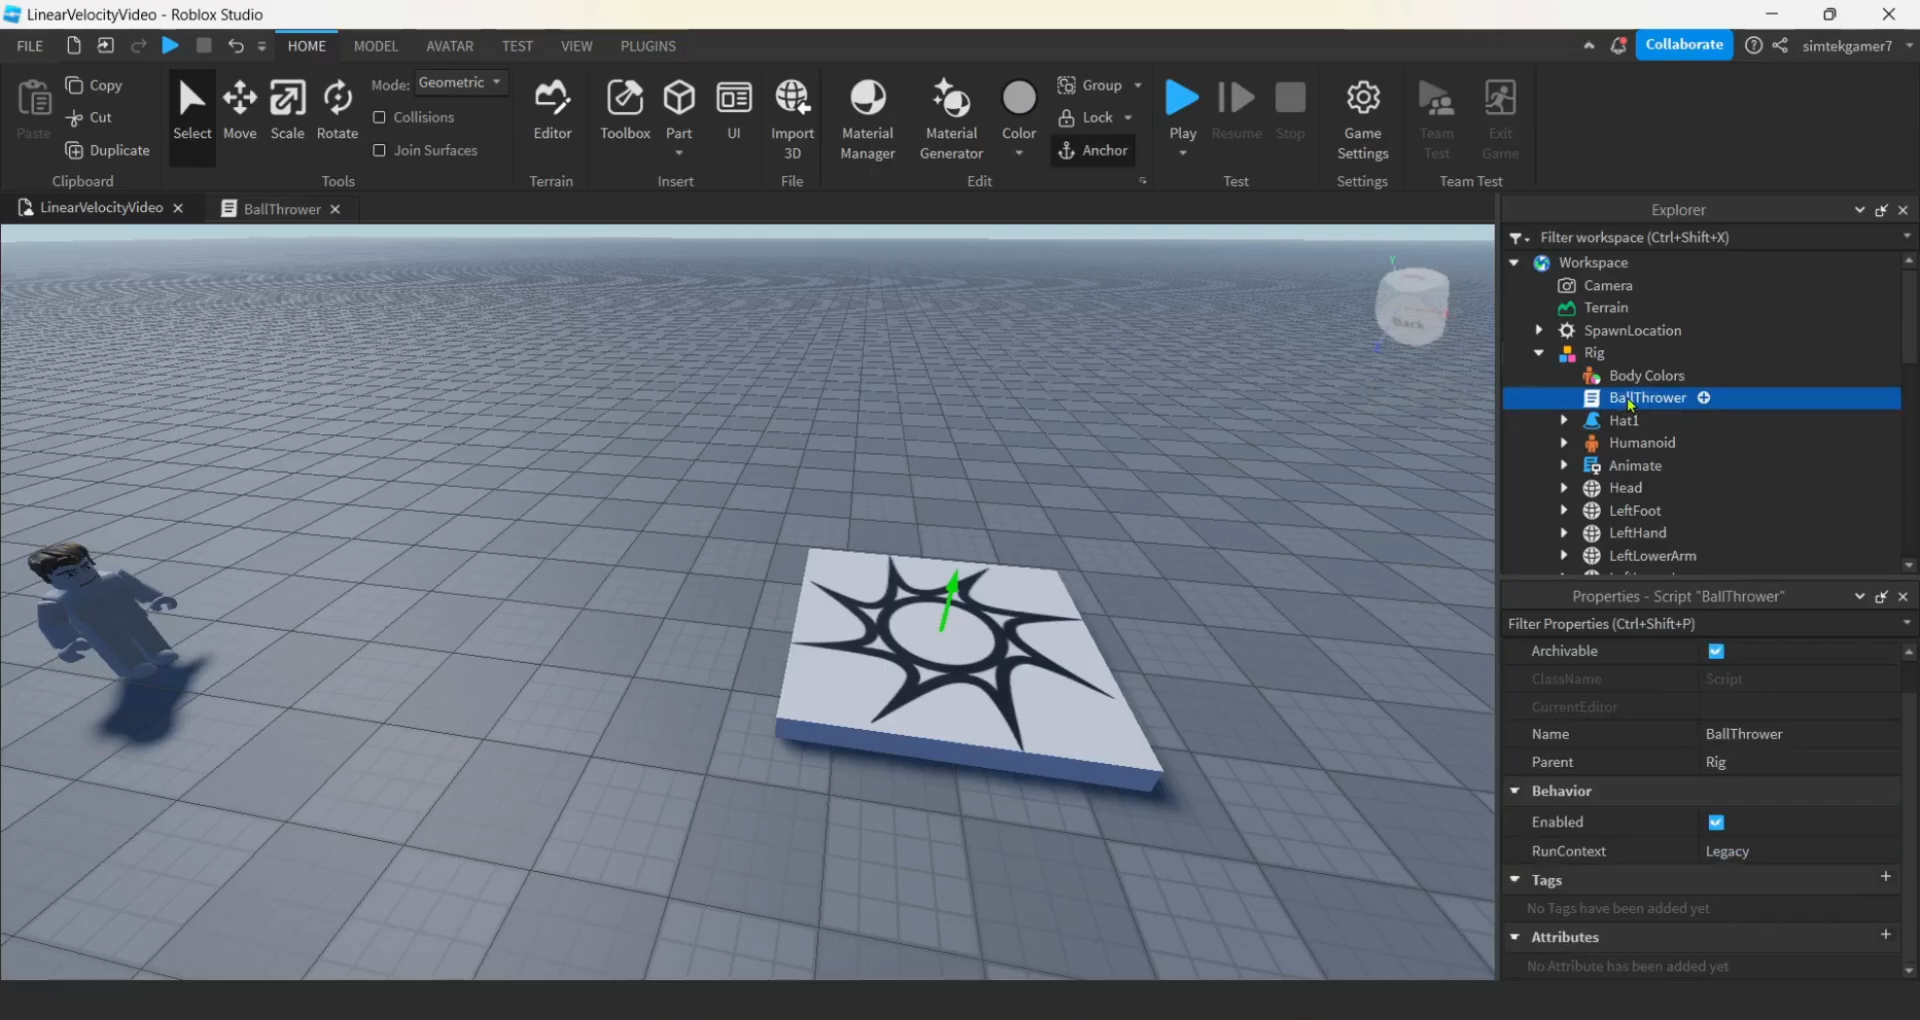 LinearVelocityVideo - Roblox Studio
FILE HOME MODEL AVATAR TEST VIEW PLUGINS Collaborate simtekgamer7
Copy Mode: Geometric Group
Cut Collisions Lock
Paste Select Move Scale Rotate Editor Toolbox Part UI Import 3D Material Manager Material Generator Color Play Resume Stop Game Settings Team Test Exit Game
Duplicate Join Surfaces Anchor
Clipboard Tools Terrain Insert File Edit Test Settings Team Test
LinearVelocityVideo BallThrower Explorer
Filter workspace (Ctrl+Shift+X)
Workspace
Camera
Terrain
SpawnLocation
Back
Rig
Body Colors
BallThrower
Hat1
Humanoid
Animate
Head
LeftFoot
LeftHand
LeftLowerArm
Properties - Script "BallThrower"
Filter Properties (Ctrl+Shift+P)
Archivable
ClassName Script
CurrentEditor
Name BallThrower
Parent Rig
Behavior
Enabled
RunContext Legacy
Tags
No Tags have been added yet
Attributes
No Attribute has been added yet